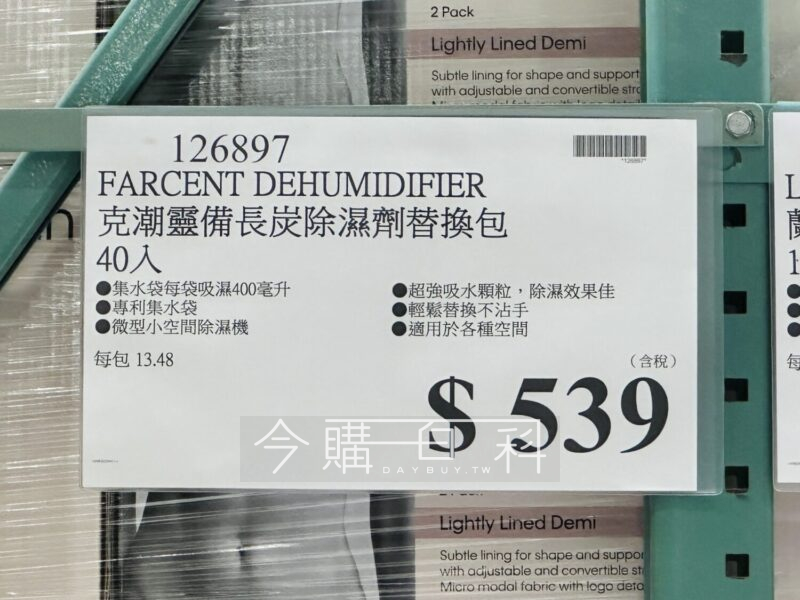 2 Pack
Lightly Lined Demi
Subtle lining for shape and support
with adjustable and convertible
126897
*126897*
FARCENT DEHUMIDIFIER
克潮靈備長炭除濕劑替換包
40入
●集水袋每袋吸濕400毫升
●專利集水袋
●微型小空間除濕機
●超強吸水顆粒，除濕效果佳
●輕鬆替換不沾手
●適用於各種空間
每包 13.48
（含稅）
$ 539
今購百科
DAYBUY.TW
Lightly Lined Demi
Subtle lining for shape and
with adjustable and convertible
Micro modal fabric with logo